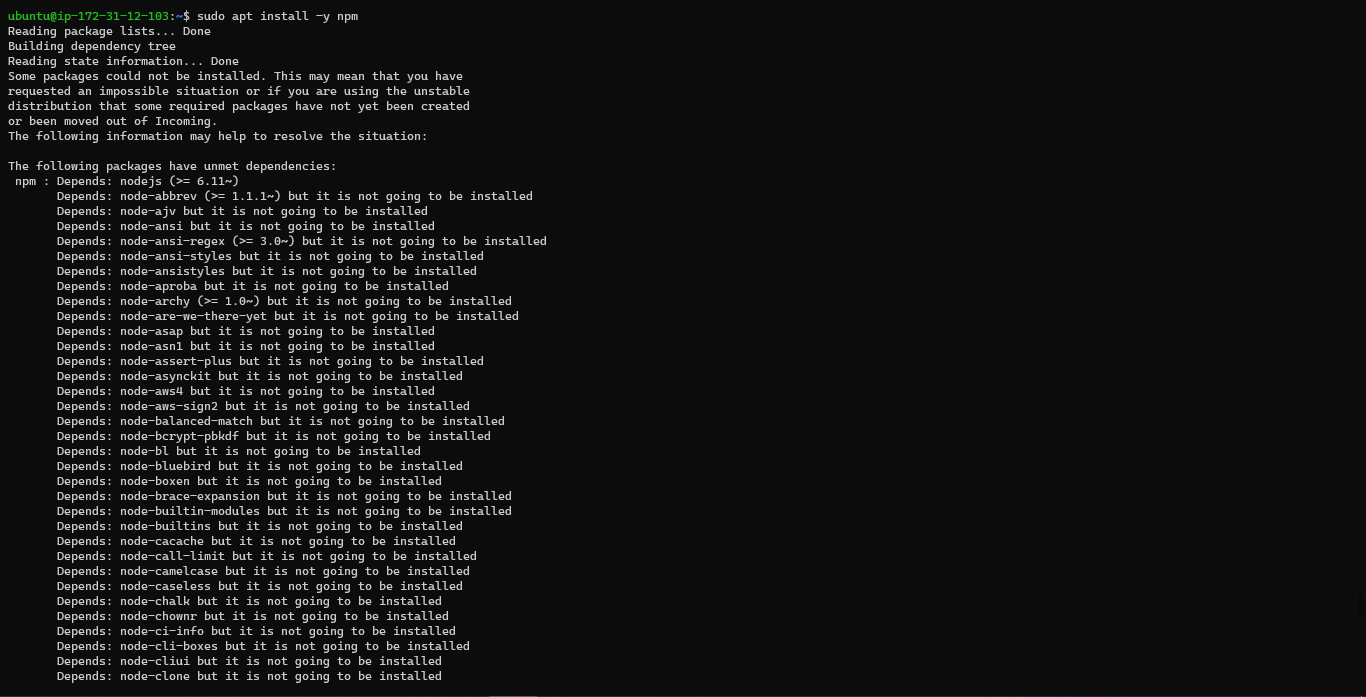 ubuntu@ip-172-31-12-103:~$ sudo apt install -y npm
Reading package lists... Done
Building dependency tree
Reading state information... Done
Some packages could not be installed. This may mean that you have
requested an impossible situation or if you are using the unstable
distribution that some required packages have not yet been created
or been moved out of Incoming.
The following information may help to resolve the situation:

The following packages have unmet dependencies:
 npm : Depends: nodejs (>= 6.11~)
       Depends: node-abbrev (>= 1.1.1~) but it is not going to be installed
       Depends: node-ajv but it is not going to be installed
       Depends: node-ansi but it is not going to be installed
       Depends: node-ansi-regex (>= 3.0~) but it is not going to be installed
       Depends: node-ansi-styles but it is not going to be installed
       Depends: node-ansistyles but it is not going to be installed
       Depends: node-aproba but it is not going to be installed
       Depends: node-archy (>= 1.0~) but it is not going to be installed
       Depends: node-are-we-there-yet but it is not going to be installed
       Depends: node-asap but it is not going to be installed
       Depends: node-asn1 but it is not going to be installed
       Depends: node-assert-plus but it is not going to be installed
       Depends: node-asynckit but it is not going to be installed
       Depends: node-aws4 but it is not going to be installed
       Depends: node-aws-sign2 but it is not going to be installed
       Depends: node-balanced-match but it is not going to be installed
       Depends: node-bcrypt-pbkdf but it is not going to be installed
       Depends: node-bl but it is not going to be installed
       Depends: node-bluebird but it is not going to be installed
       Depends: node-boxen but it is not going to be installed
       Depends: node-brace-expansion but it is not going to be installed
       Depends: node-builtin-modules but it is not going to be installed
       Depends: node-builtins but it is not going to be installed
       Depends: node-cacache but it is not going to be installed
       Depends: node-call-limit but it is not going to be installed
       Depends: node-camelcase but it is not going to be installed
       Depends: node-caseless but it is not going to be installed
       Depends: node-chalk but it is not going to be installed
       Depends: node-chownr but it is not going to be installed
       Depends: node-ci-info but it is not going to be installed
       Depends: node-cli-boxes but it is not going to be installed
       Depends: node-cliui but it is not going to be installed
       Depends: node-clone but it is not going to be installed